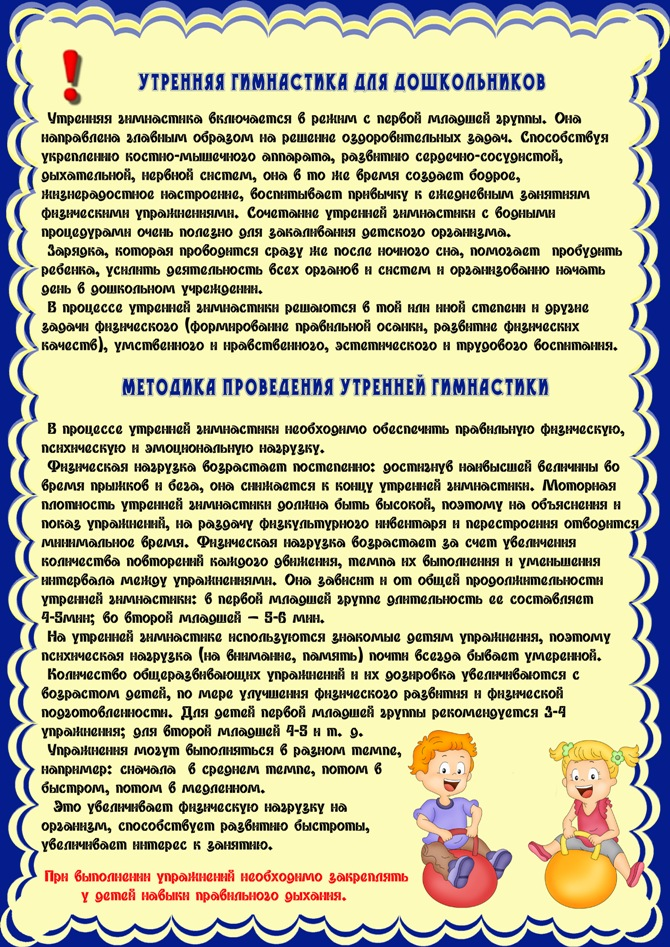 УТРЕННЯЯ ГИМНАСТИКА ДЛЯ ДОШКОЛЬНИКОВ
Утренняя гимнастика включается в режим с первой младшей группы. Она
направлена главным образом на решение оздоровительных задач. Способствуя
укреплению костно-мышечного аппарата, развитию сердечно-сосудистой,
дыхательной, нервной систем, она в то же время создает бодрое,
жизнерадостное настроение, воспитывает привычку к ежедневным занятиям
физическими упражнениями. Сочетание утренней гимнастики с водными
процедурами очень полезно для закаливания детского организма.
Зарядка, которая проводится сразу же после ночного сна, помогает пробудить
ребенка, усилить деятельность всех органов и систем и организованно начать
день в дошкольном учреждении.
В процессе утренней гимнастики решаются в той или иной степени и другие
задачи физического (формирование правильной осанки, развитие физических
качеств), умственного и нравственного, эстетического и трудового воспитания.
МЕТОДИКА ПРОВЕДЕНИЯ УТРЕННЕЙ ГИМНАСТИКИ
В процессе утренней гимнастики необходимо обеспечить правильную физическую,
психическую и эмоциональную нагрузку.
Физическая нагрузка возрастает постепенно: достигнув наивысшей величины во
время прыжков и бега, она снижается к концу утренней гимнастики. Моторная
плотность утренней гимнастики должна быть высокой, поэтому на объяснения и
показ упражнений, на раздачу физкультурного инвентаря и перестроения отводится
минимальное время. Физическая нагрузка возрастает за счет увеличения
количества повторений каждого движения, темпа их выполнения и уменьшения
интервала между упражнениями. Она зависит и от общей продолжительности
утренней гимнастики: в первой младшей группе длительность ее составляет
4-5мин; во второй младшей – 5-6 мин.
На утренней гимнастике используются знакомые детям упражнения, поэтому
психическая нагрузка (на внимание, память) почти всегда бывает умеренной.
Количество общеразвивающих упражнений и их дозировка увеличиваются с
возрастом детей, по мере улучшения физического развития и физической
подготовленности. Для детей первой младшей группы рекомендуется 3-4
упражнения; для второй младшей 4-5 и т. д.
Упражнения могут выполняться в разном темпе,
например: сначала в среднем темпе, потом в
быстром, потом в медленном.
Это увеличивает физическую нагрузку на
организм, способствует развитию быстроты,
увеличивает интерес к занятию.
При выполнении упражнений необходимо закреплять
у детей навыки правильного дыхания.